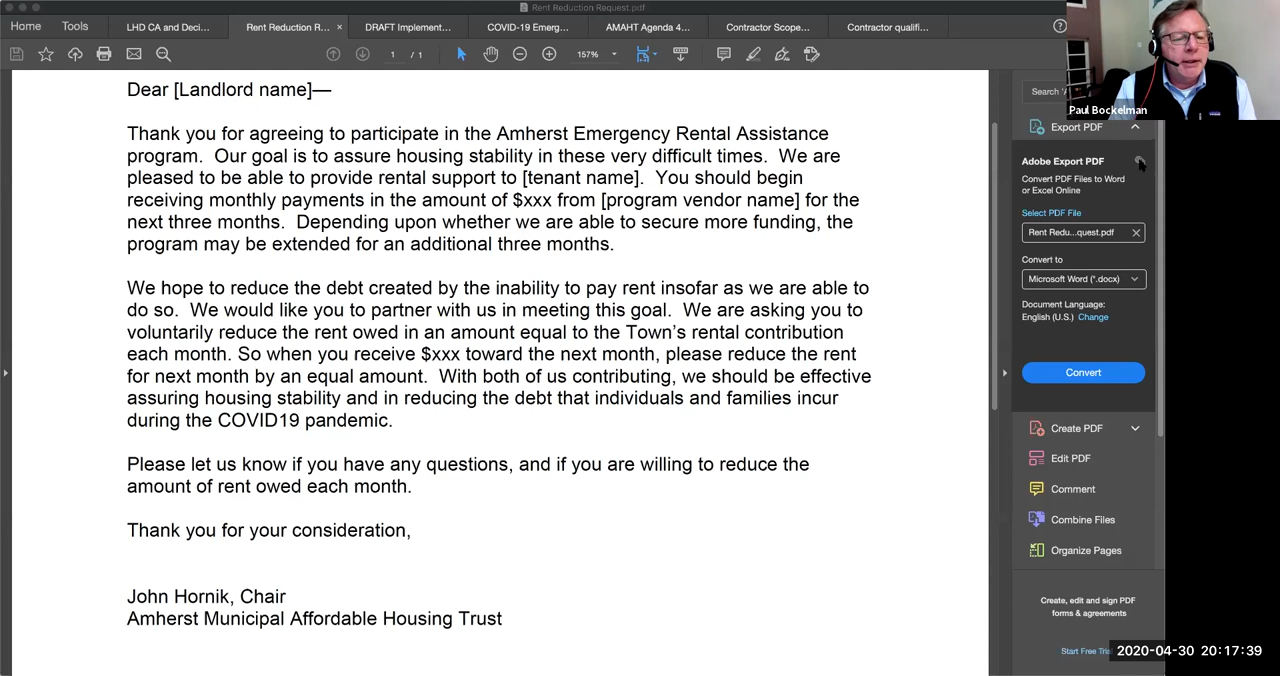 Rent Reduction Request.pdf
Home
Tools
LHD CA and Deci...
Rent Reduction R... ×
DRAFT Implement...
COVID-19 Emerg...
AMAHT Agenda 4...
Contractor Scope...
Contractor qualifi...
1 / 1
157%
Paul Bockelman
Dear [Landlord name]—
Thank you for agreeing to participate in the Amherst Emergency Rental Assistance
program. Our goal is to assure housing stability in these very difficult times. We are
pleased to be able to provide rental support to [tenant name]. You should begin
receiving monthly payments in the amount of $xxx from [program vendor name] for the
next three months. Depending upon whether we are able to secure more funding, the
program may be extended for an additional three months.
We hope to reduce the debt created by the inability to pay rent insofar as we are able to
do so. We would like you to partner with us in meeting this goal. We are asking you to
voluntarily reduce the rent owed in an amount equal to the Town's rental contribution
each month. So when you receive $xxx toward the next month, please reduce the rent
for next month by an equal amount. With both of us contributing, we should be effective
assuring housing stability and in reducing the debt that individuals and families incur
during the COVID19 pandemic.
Please let us know if you have any questions, and if you are willing to reduce the
amount of rent owed each month.
Thank you for your consideration,
John Hornik, Chair
Amherst Municipal Affordable Housing Trust
Search
Export PDF
Adobe Export PDF
Convert PDF Files to Word
or Excel Online
Select PDF File
Rent Redu...quest.pdf
Convert to
Microsoft Word (*.docx)
Document Language:
English (U.S.) Change
Convert
Create PDF
Edit PDF
Comment
Combine Files
Organize Pages
Create, edit and sign PDF
forms & agreements
Start Free
2020-04-30 20:17:39